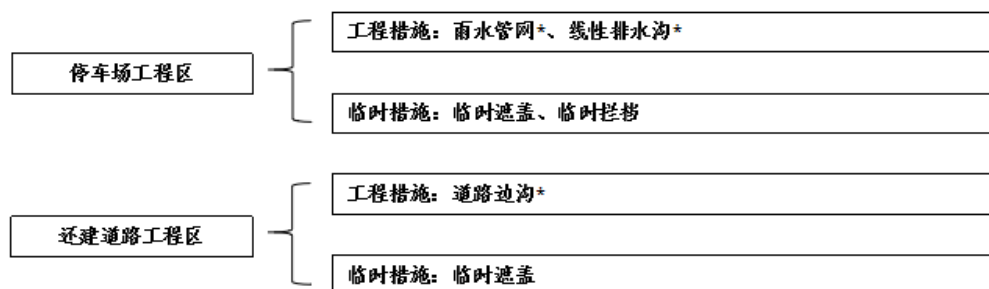 工程措施：雨水管网*、线性排水沟*
停车场工程区
临时措施：临时遮盖、临时拦挡
工程措施：道路边沟*
还建道路工程区
临时措施：临时遮盖